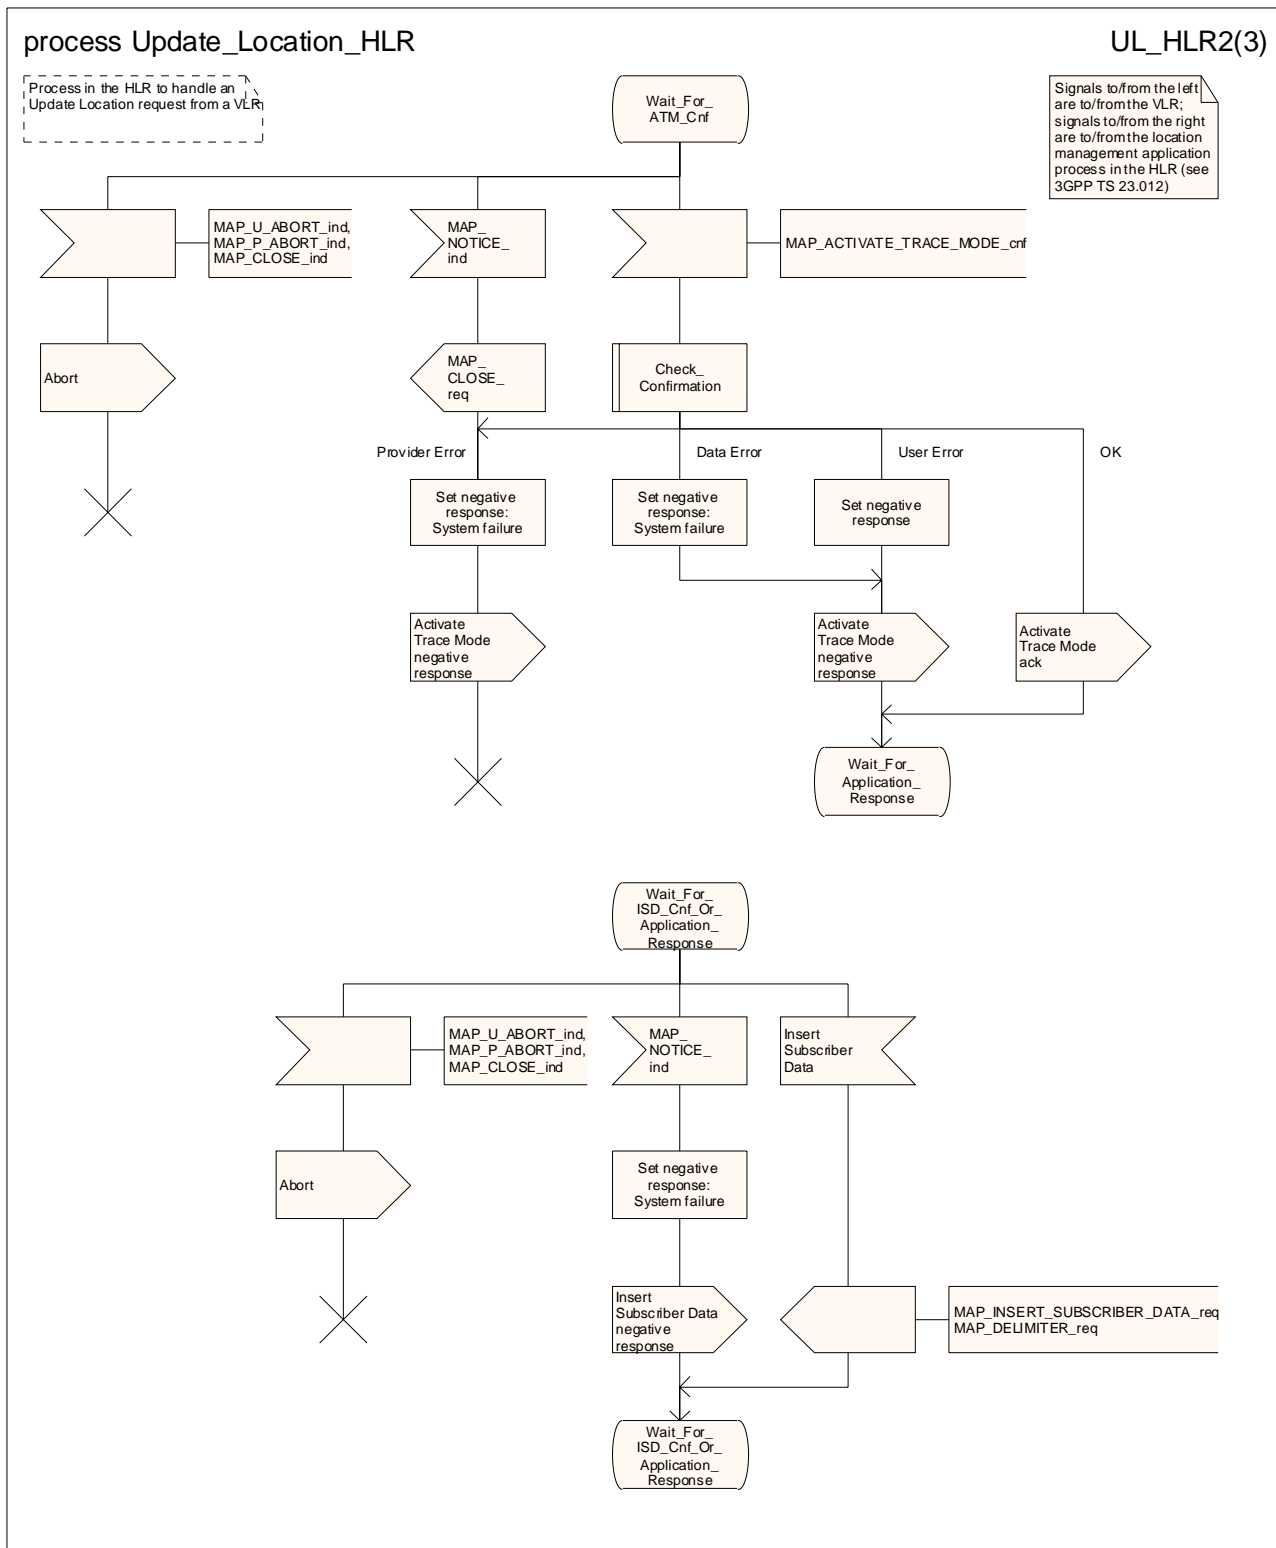 process Update_Location_HLR
UL_HLR2(3)
Process in the HLR to handle an
Update Location request from a VLR
Signals to/from the left
are to/from the VLR;
signals to/from the right
are to/from the location
management application
process in the HLR (see
3GPP TS 23.012)
Wait_For_
ATM_Cnf
MAP_U_ABORT_ind,
MAP_P_ABORT_ind,
MAP_CLOSE_ind
MAP_
NOTICE_
ind
MAP_ACTIVATE_TRACE_MODE_cnf
Abort
MAP_
CLOSE_
req
Check_
Confirmation
Provider Error
Data Error
User Error
OK
Set negative
response:
System failure
Set negative
response:
System failure
Set negative
response
Activate
Trace Mode
negative
response
Activate
Trace Mode
negative
response
Activate
Trace Mode
ack
Wait_For_
Application_
Response
Wait_For_
ISD_Cnf_Or_
Application_
Response
MAP_U_ABORT_ind,
MAP_P_ABORT_ind,
MAP_CLOSE_ind
MAP_
NOTICE_
ind
Insert
Subscriber
Data
Abort
Set negative
response:
System failure
Insert
Subscriber Data
negative
response
MAP_INSERT_SUBSCRIBER_DATA_req
MAP_DELIMITER_req
Wait_For_
ISD_Cnf_Or_
Application_
Response